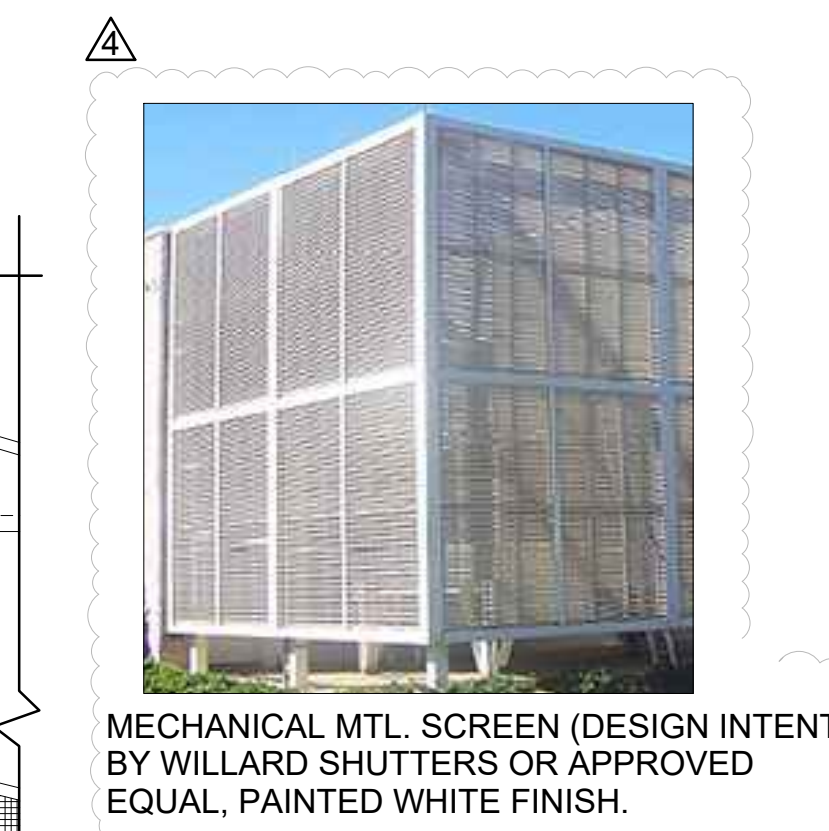 4
MECHANICAL MTL. SCREEN (DESIGN INTENT
BY WILLARD SHUTTERS OR APPROVED
EQUAL, PAINTED WHITE FINISH.